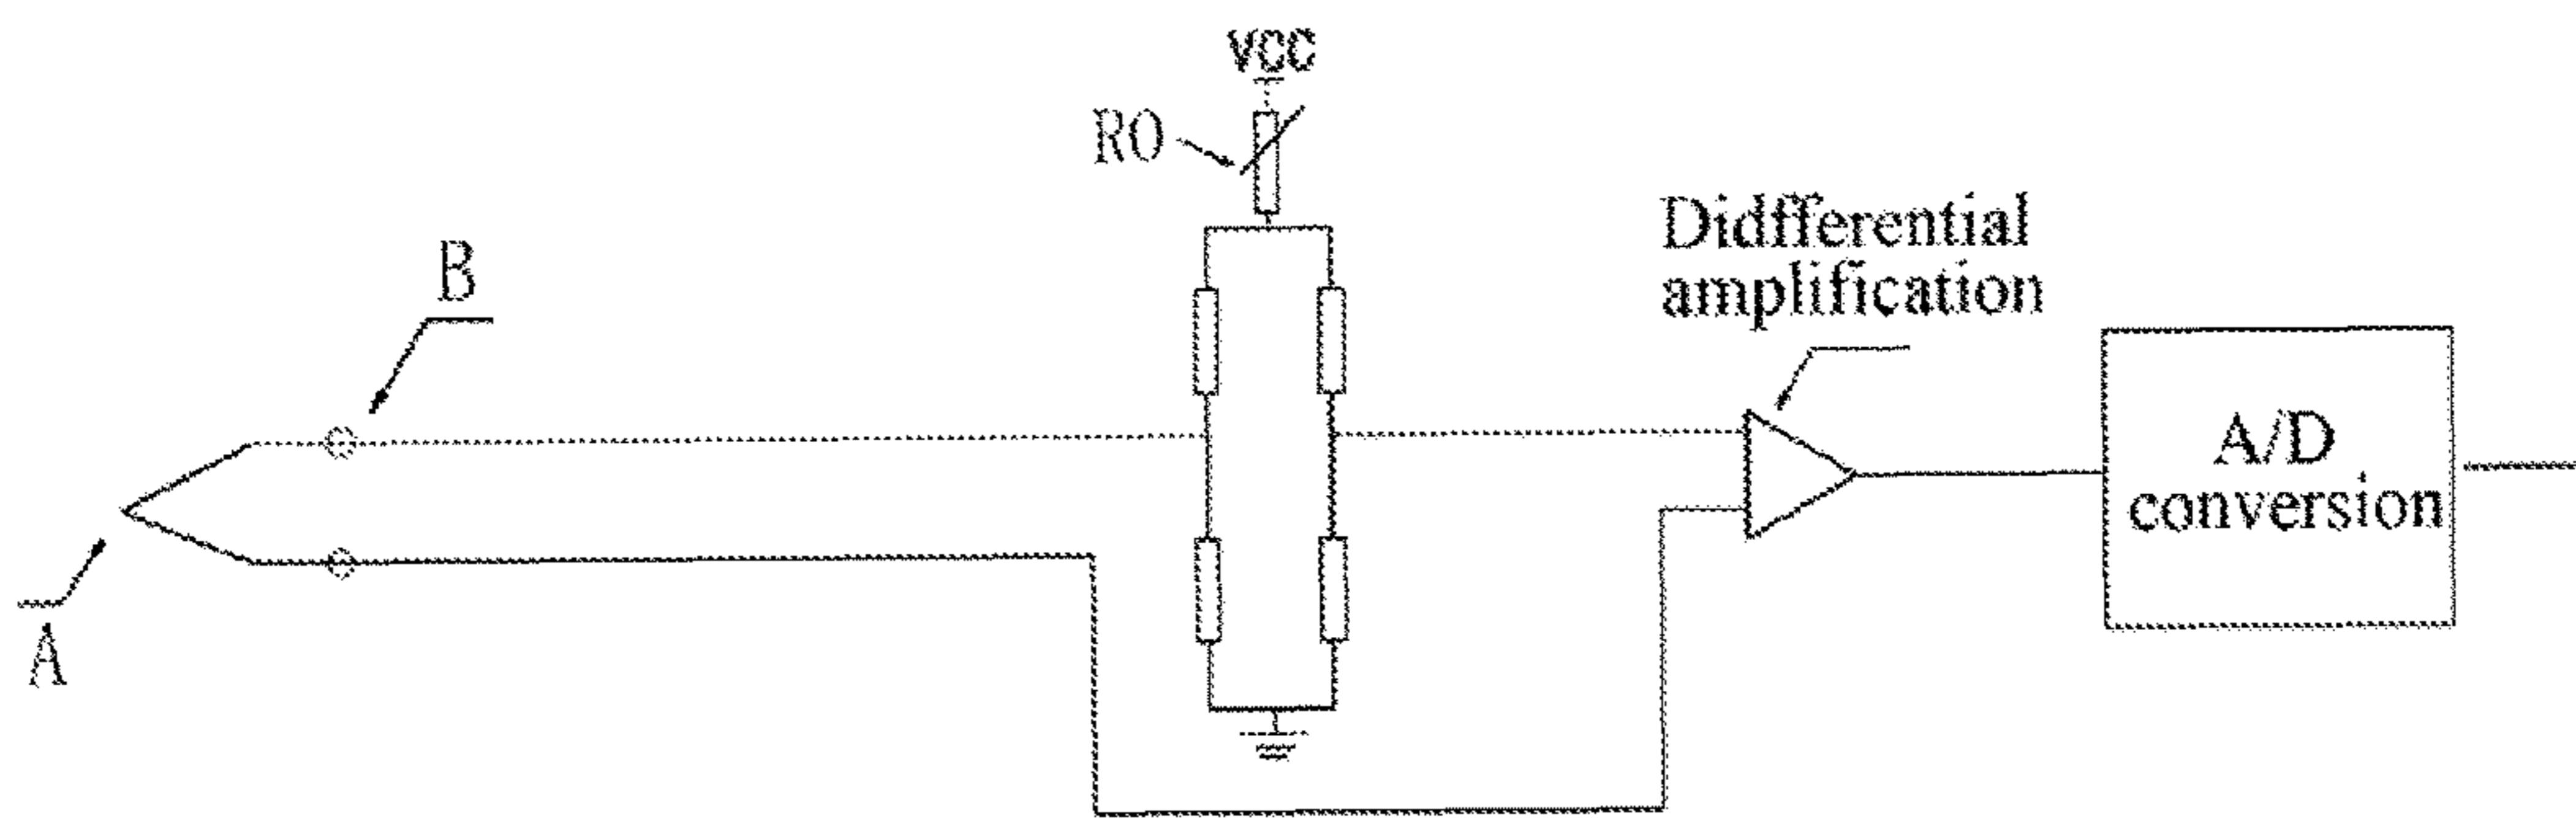 VCC
R0
B
Didfferential
amplification
A/D
conversion
A